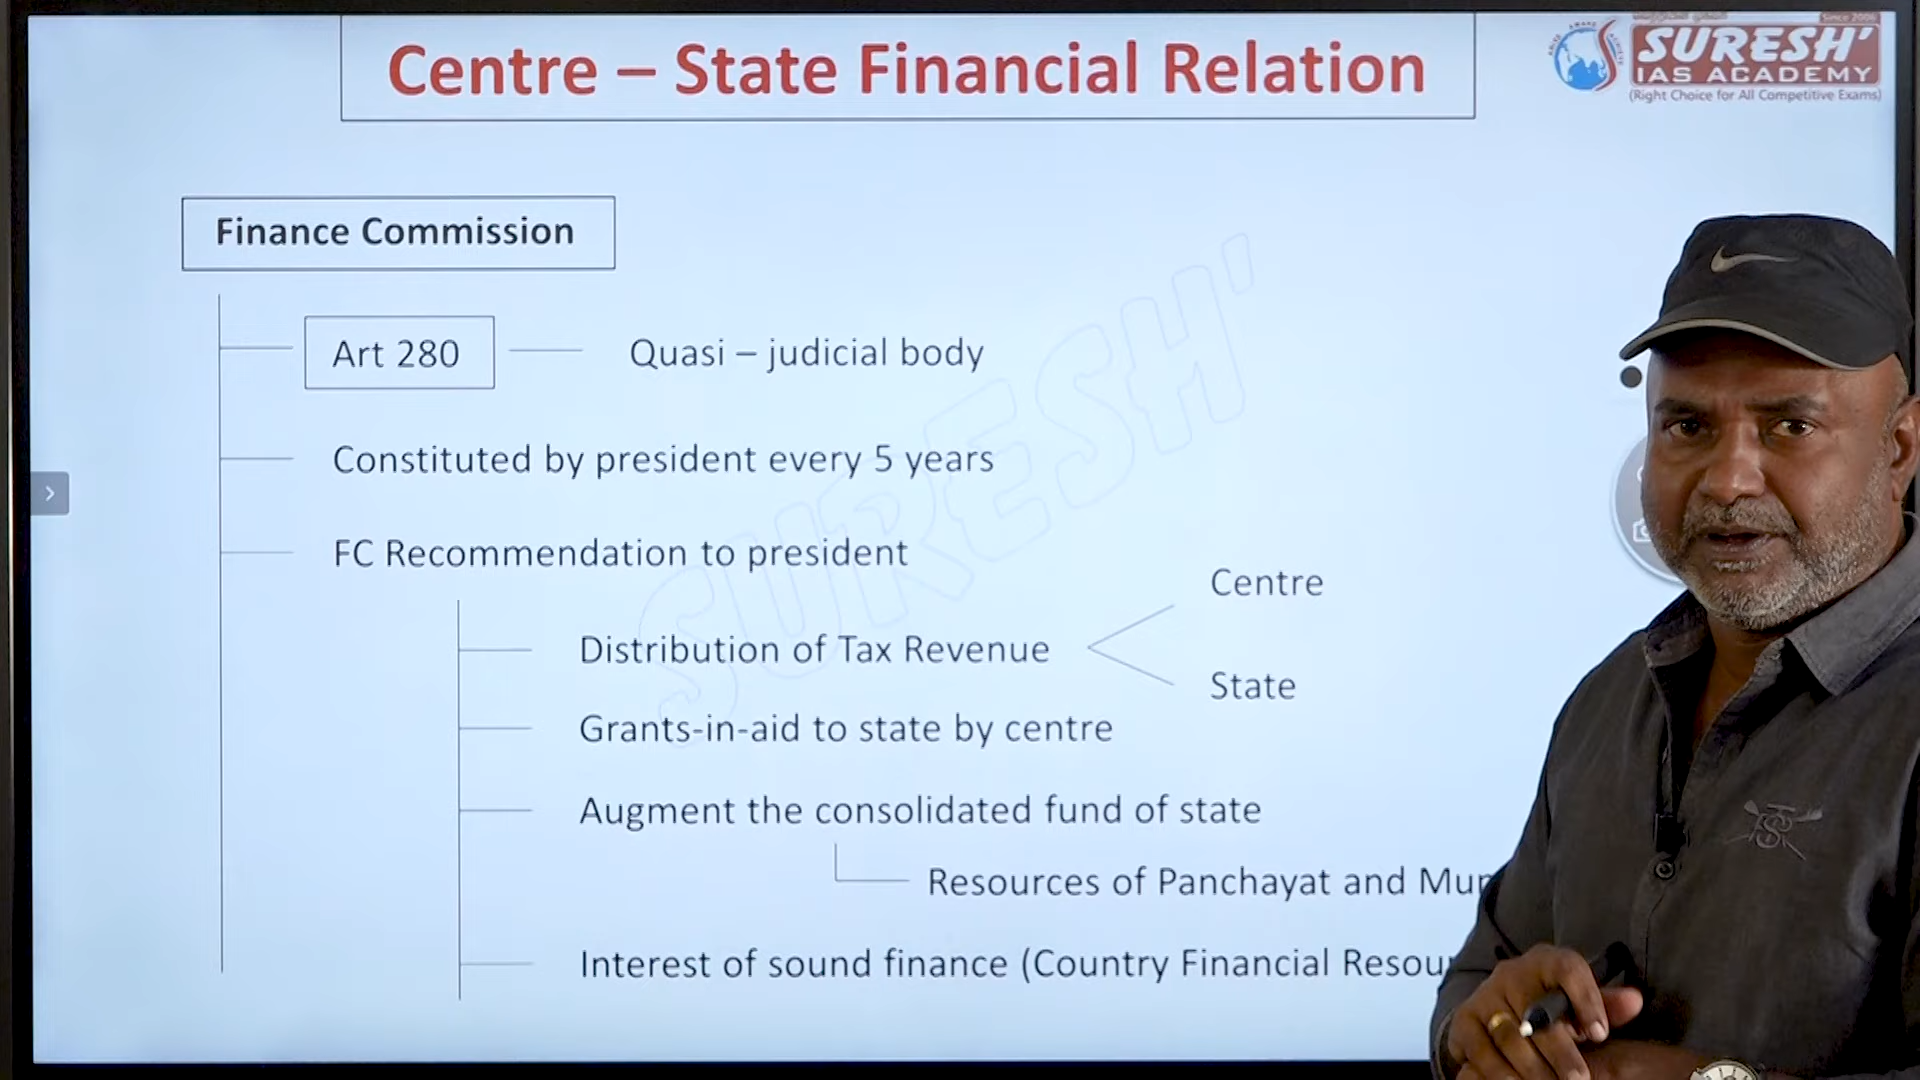 Centre – State Financial Relation
Since 2006
SURESH'
IAS ACADEMY
(Right Choice for All Competitive Exams)
Finance Commission
Art 280
Quasi – judicial body
Constituted by president every 5 years
FC Recommendation to president
Centre
Distribution of Tax Revenue
State
Grants-in-aid to state by centre
Augment the consolidated fund of state
Resources of Panchayat and
Interest of sound finance (Country Financial
SURESH'